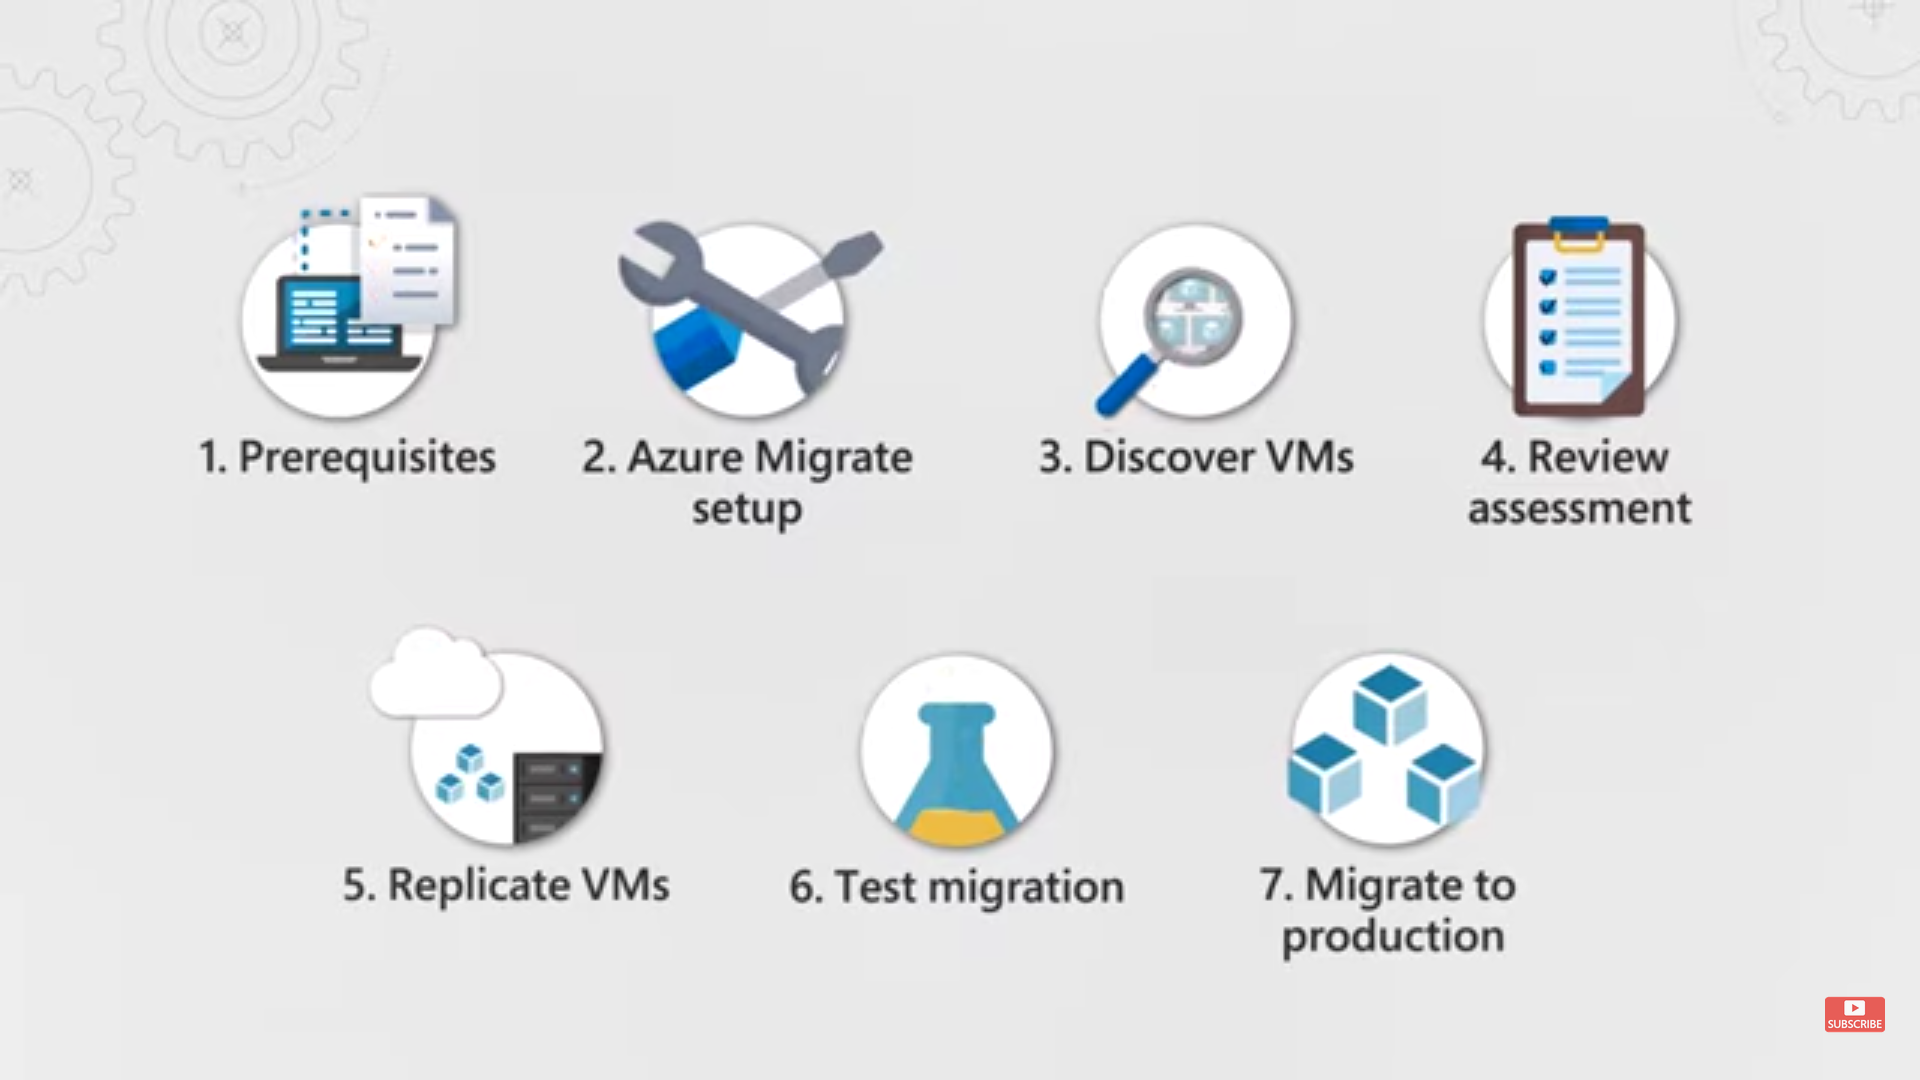 1. Prerequisites
2. Azure Migrate
setup
3. Discover VMs
4. Review
assessment
5. Replicate VMs
6. Test migration
7. Migrate to
production
SUBSCRIBE